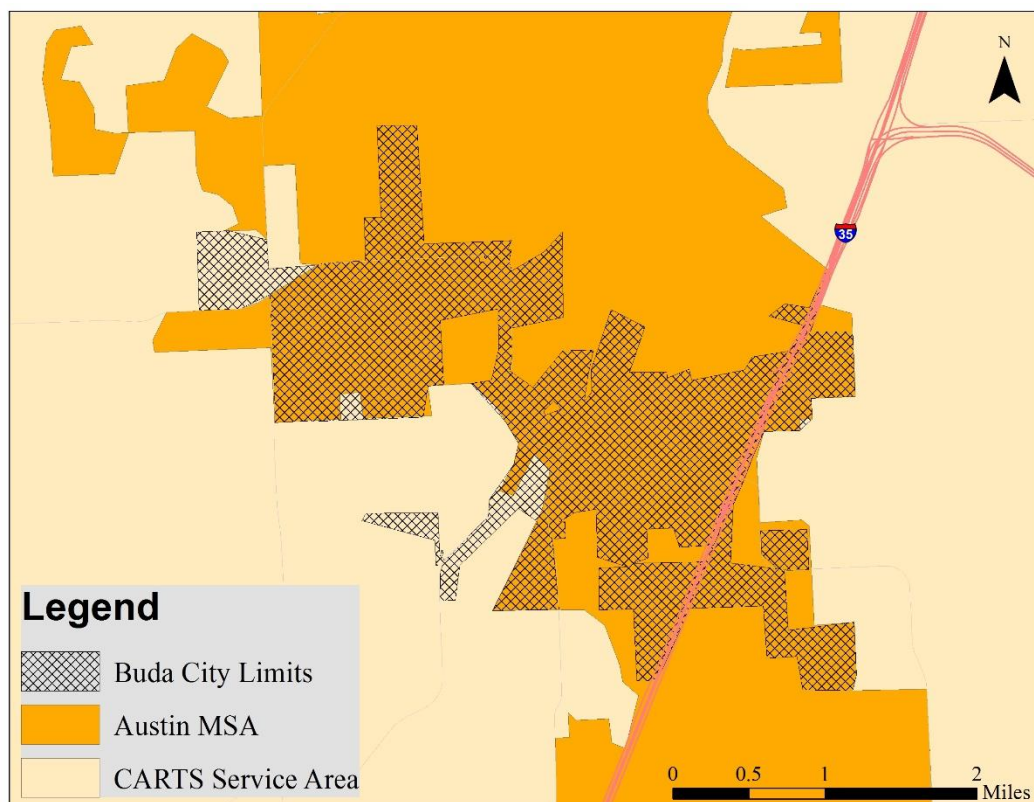 N
35
Legend
Buda City Limits
Austin MSA
CARTS Service Area
0 0.5 1 2
Miles